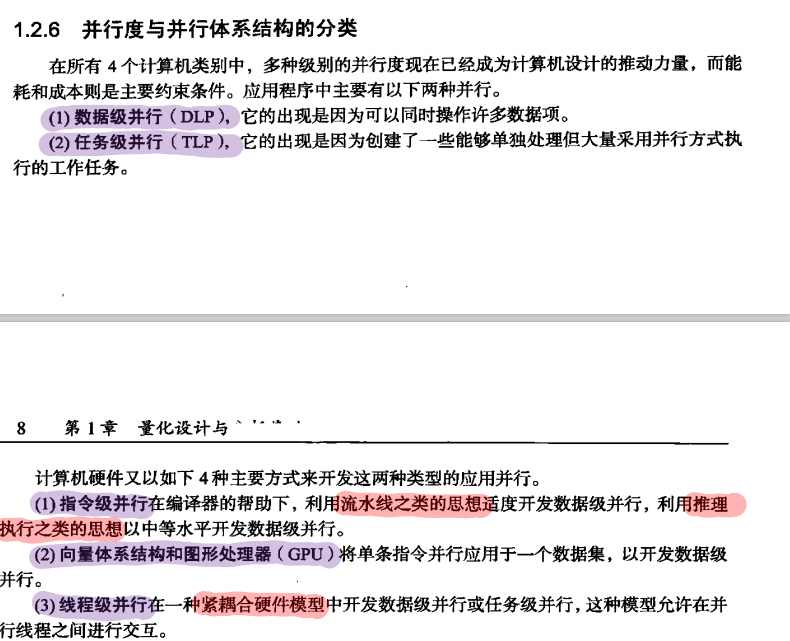 1.2.6 并行度与并行体系结构的分类
在所有 4 个计算机类别中，多种级别的并行度现在已经成为计算机设计的推动力量，而能
耗和成本则是主要约束条件。应用程序中主要有以下两种并行。
(1) 数据级并行（DLP），它的出现是因为可以同时操作许多数据项。
(2) 任务级并行（TLP），它的出现是因为创建了一些能够单独处理但大量采用并行方式执
行的工作任务。
8 第 1 章 量化设计与
计算机硬件又以如下 4 种主要方式来开发这两种类型的应用并行。
(1) 指令级并行在编译器的帮助下，利用流水线之类的思想适度开发数据级并行，利用推理
执行之类的思想以中等水平开发数据级并行。
(2) 向量体系结构和图形处理器（GPU）将单条指令并行应用于一个数据集，以开发数据级
并行。
(3) 线程级并行在一种紧耦合硬件模型中开发数据级并行或任务级并行，这种模型允许在并
行线程之间进行交互。